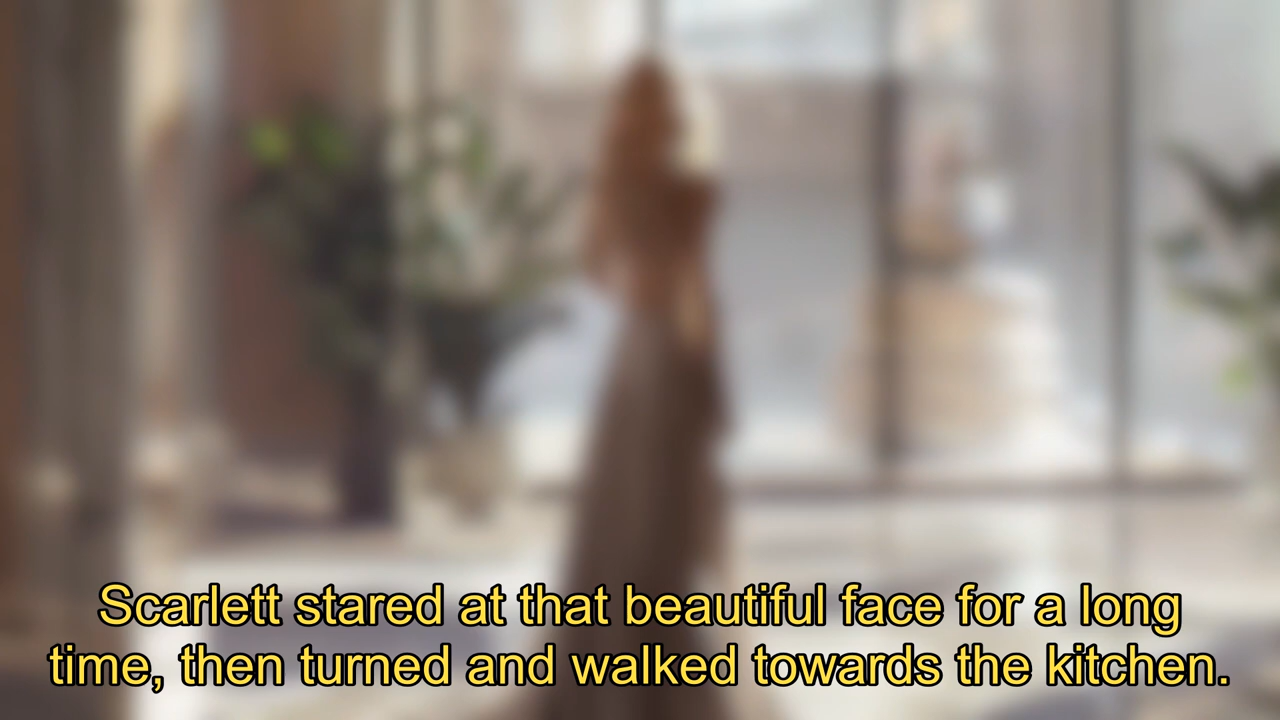 Scarlett stared at that beautiful face for a long
time, then turned and walked towards the kitchen.